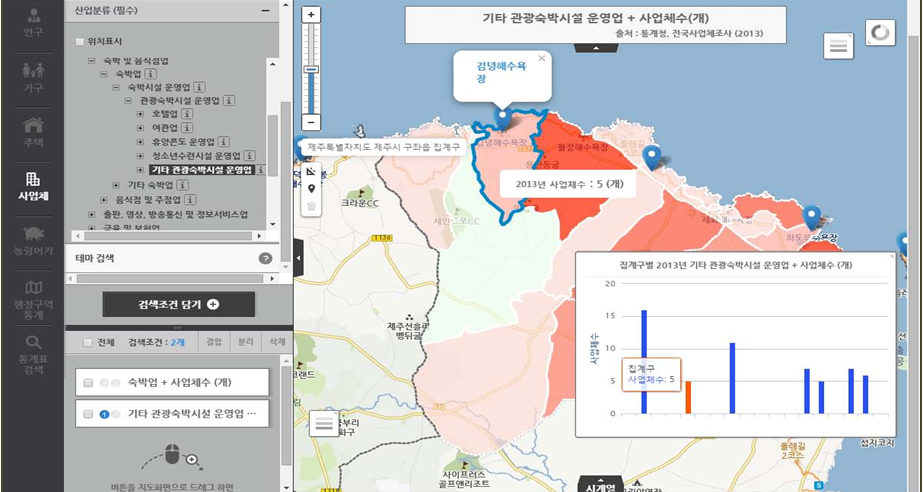 인구
가구
주택
사업체
농림어가
행정구역
통계
통계표
검색
산업분류 (필수)
위치표시
숙박 및 음식점업
숙박업
숙박시설 운영업
관광숙박시설 운영업
호텔업
여관업
휴양콘도 운영업
청소년수련시설 운영업
기타 관광숙박시설 운영업
기타 숙박업
음식점 및 주점업
출판, 영상, 방송통신 및 정보서비스업
금융 및 보험업
테마 검색
검색조건 담기
전체 검색조건 : 2개 결합 분리 삭제
숙박업 + 사업체수 (개)
1 기타 관광숙박시설 운영업 ···
버튼을 지도화면으로 드래그 하면
기타 관광숙박시설 운영업 + 사업체수(개)
출처 : 통계청, 전국사업체조사 (2013)
김녕해수욕
장
제주특별자치도 제주시 구좌읍 집계구
김녕해수욕장
월정해수욕장
2013년 사업체수 : 5 (개)
크라운CC
1136
제주선흘리
벵뒤굴
사이프러스
골프앤리조트
1118
올레길
2코스
섭지코지
시계열
집계구별 2013년 기타 관광숙박시설 운영업 + 사업체수 (개)
사업체수
20
15
10
5
0
집계구
사업체수: 5